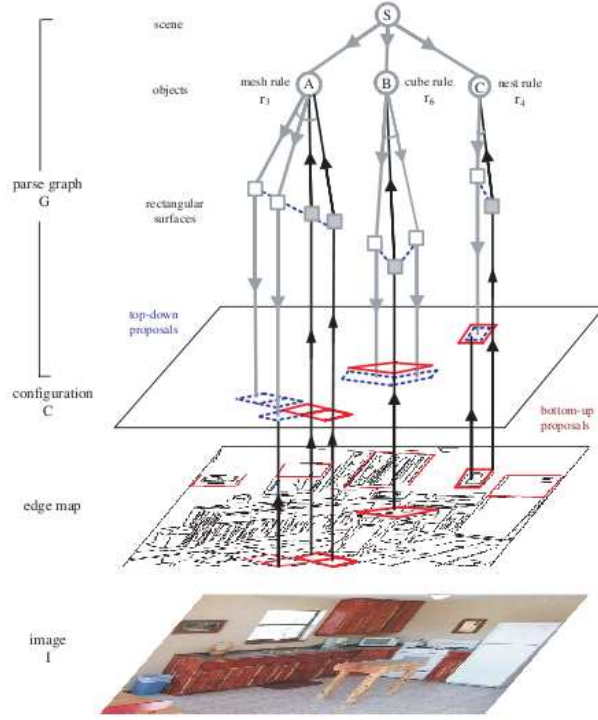 scene
S
objects
mesh rule
r3
A
B
cube rule
r6
C
nest rule
r4
parse graph
G
rectangular
surfaces
top-down
proposals
configuration
C
bottom-up
proposals
edge map
image
I